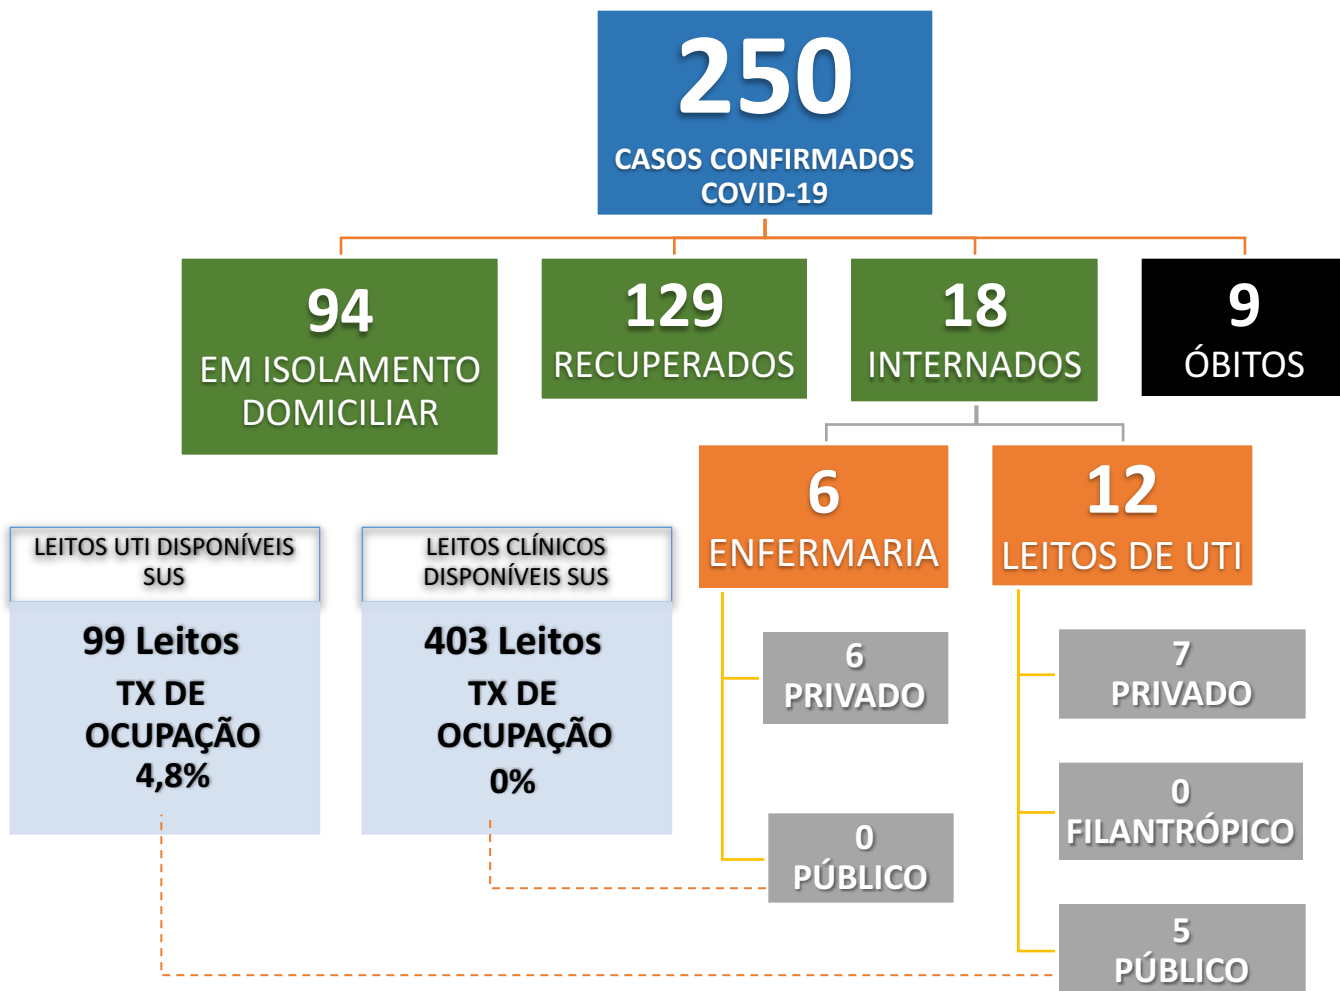 250
CASOS CONFIRMADOS
COVID-19
94
EM ISOLAMENTO
DOMICILIAR
129
RECUPERADOS
18
INTERNADOS
9
ÓBITOS
6
ENFERMARIA
12
LEITOS DE UTI
LEITOS UTI DISPONÍVEIS
SUS
99 Leitos
TX DE
OCUPAÇÃO
4,8%
LEITOS CLÍNICOS
DISPONÍVEIS SUS
403 Leitos
TX DE
OCUPAÇÃO
0%
6
PRIVADO
0
PÚBLICO
7
PRIVADO
0
FILANTRÓPICO
5
PÚBLICO